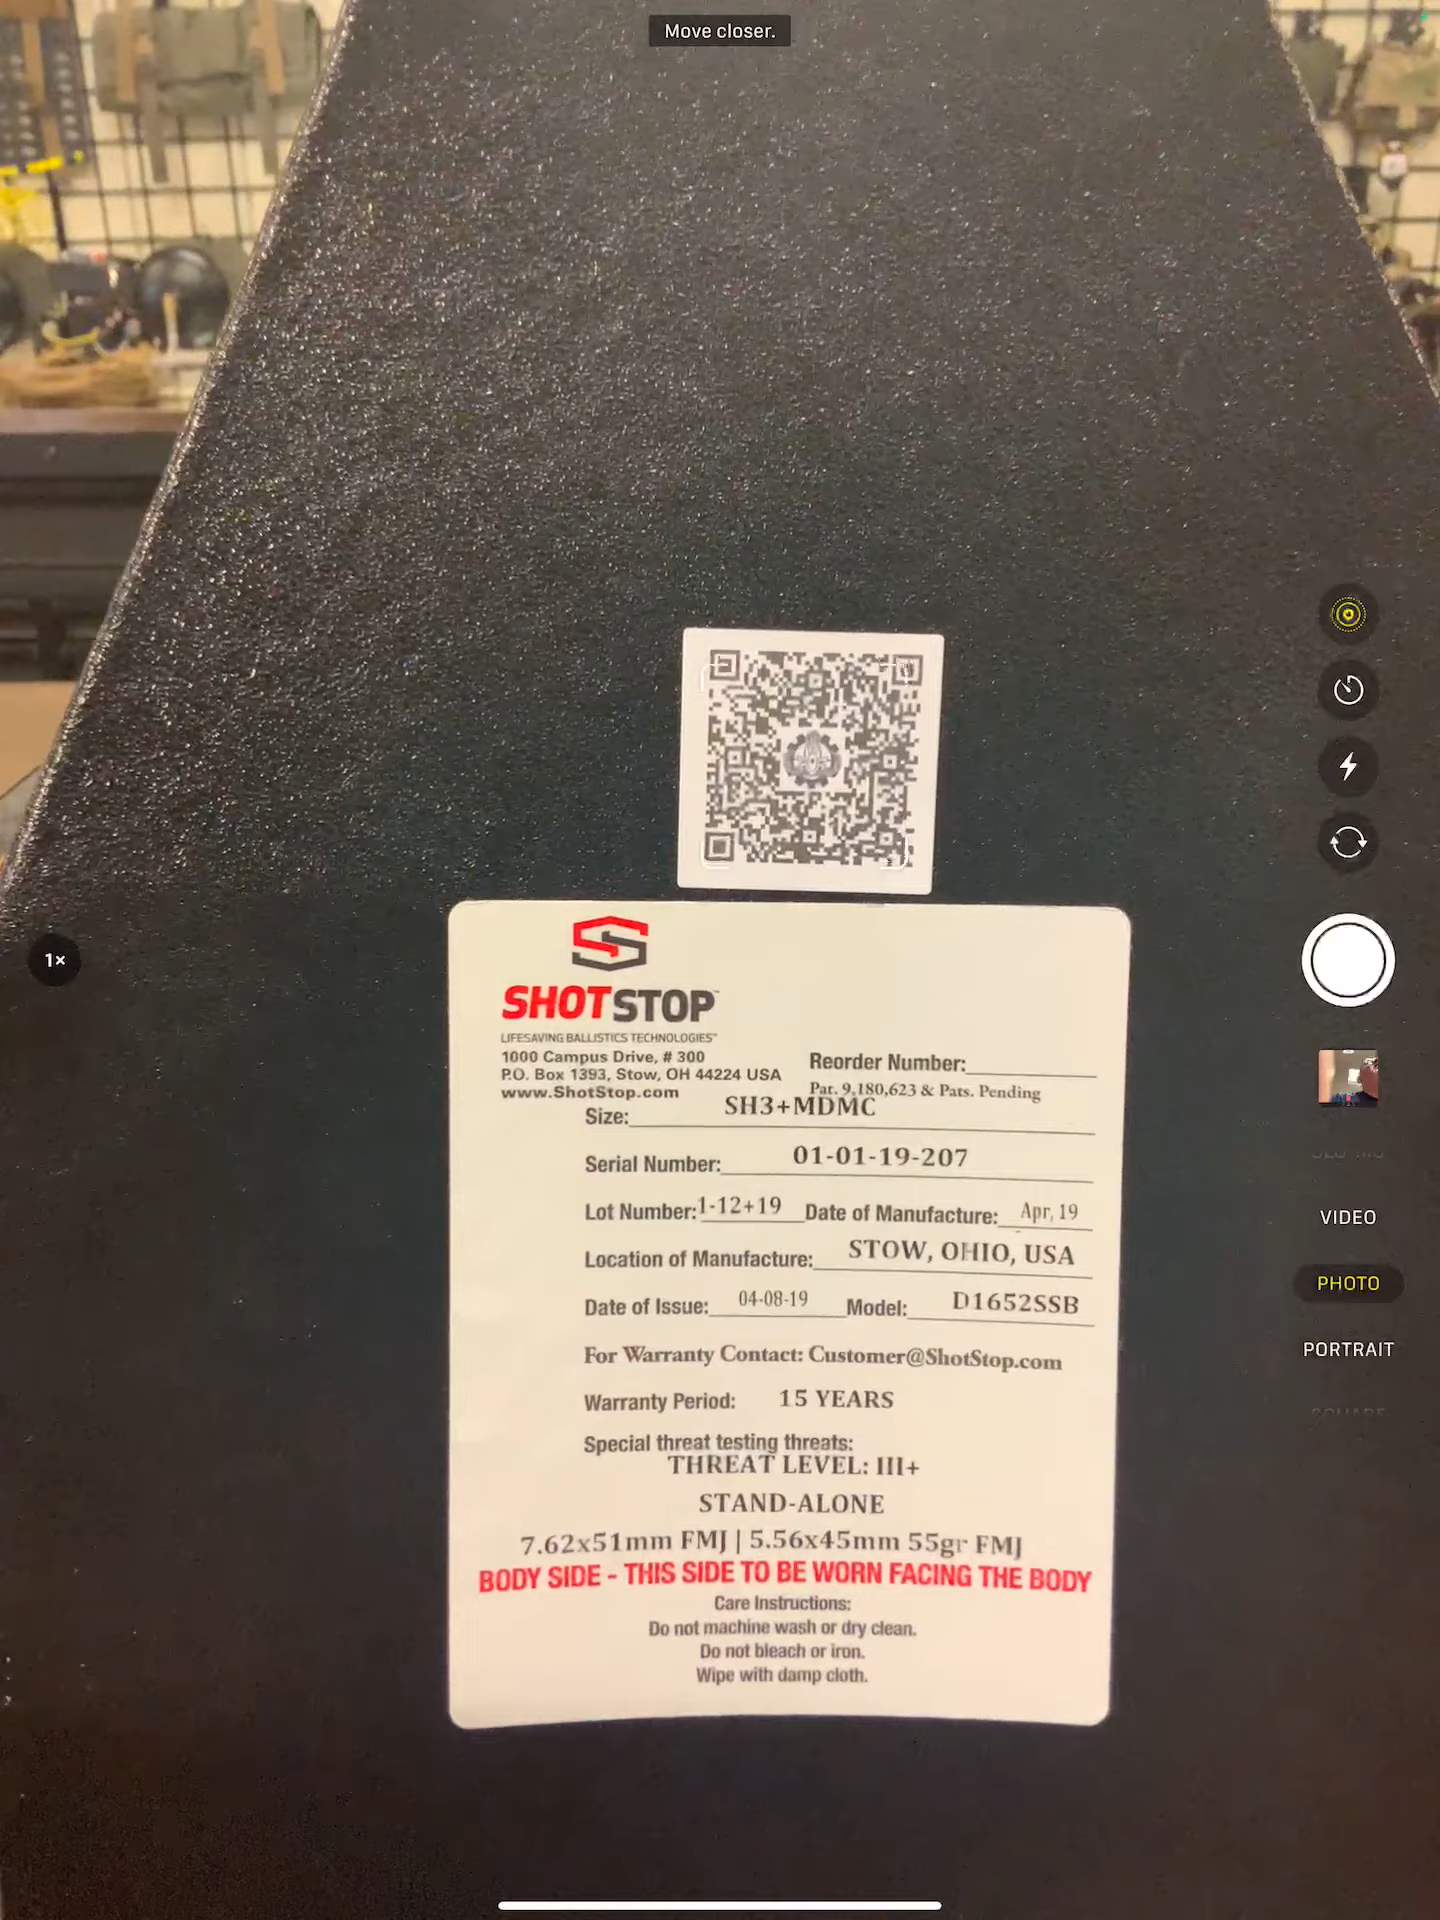 Move closer.
SHOTSTOP™
LIFESAVING BALLISTICS TECHNOLOGIES™
1000 Campus Drive, # 300
P.O. Box 1393, Stow, OH 44224 USA
www.ShotStop.com
Reorder Number:
Pat. 9,180,623 & Pats. Pending
Size: SH3+MDMC
Serial Number: 01-01-19-207
Lot Number: 1-12+19 Date of Manufacture: Apr, 19
Location of Manufacture: STOW, OHIO, USA
Date of Issue: 04-08-19 Model: D1652SSB
For Warranty Contact: Customer@ShotStop.com
Warranty Period: 15 YEARS
Special threat testing threats:
THREAT LEVEL: III+
STAND-ALONE
7.62x51mm FMJ | 5.56x45mm 55gr FMJ
BODY SIDE - THIS SIDE TO BE WORN FACING THE BODY
Care Instructions:
Do not machine wash or dry clean.
Do not bleach or iron.
Wipe with damp cloth.
1×
VIDEO
PHOTO
PORTRAIT